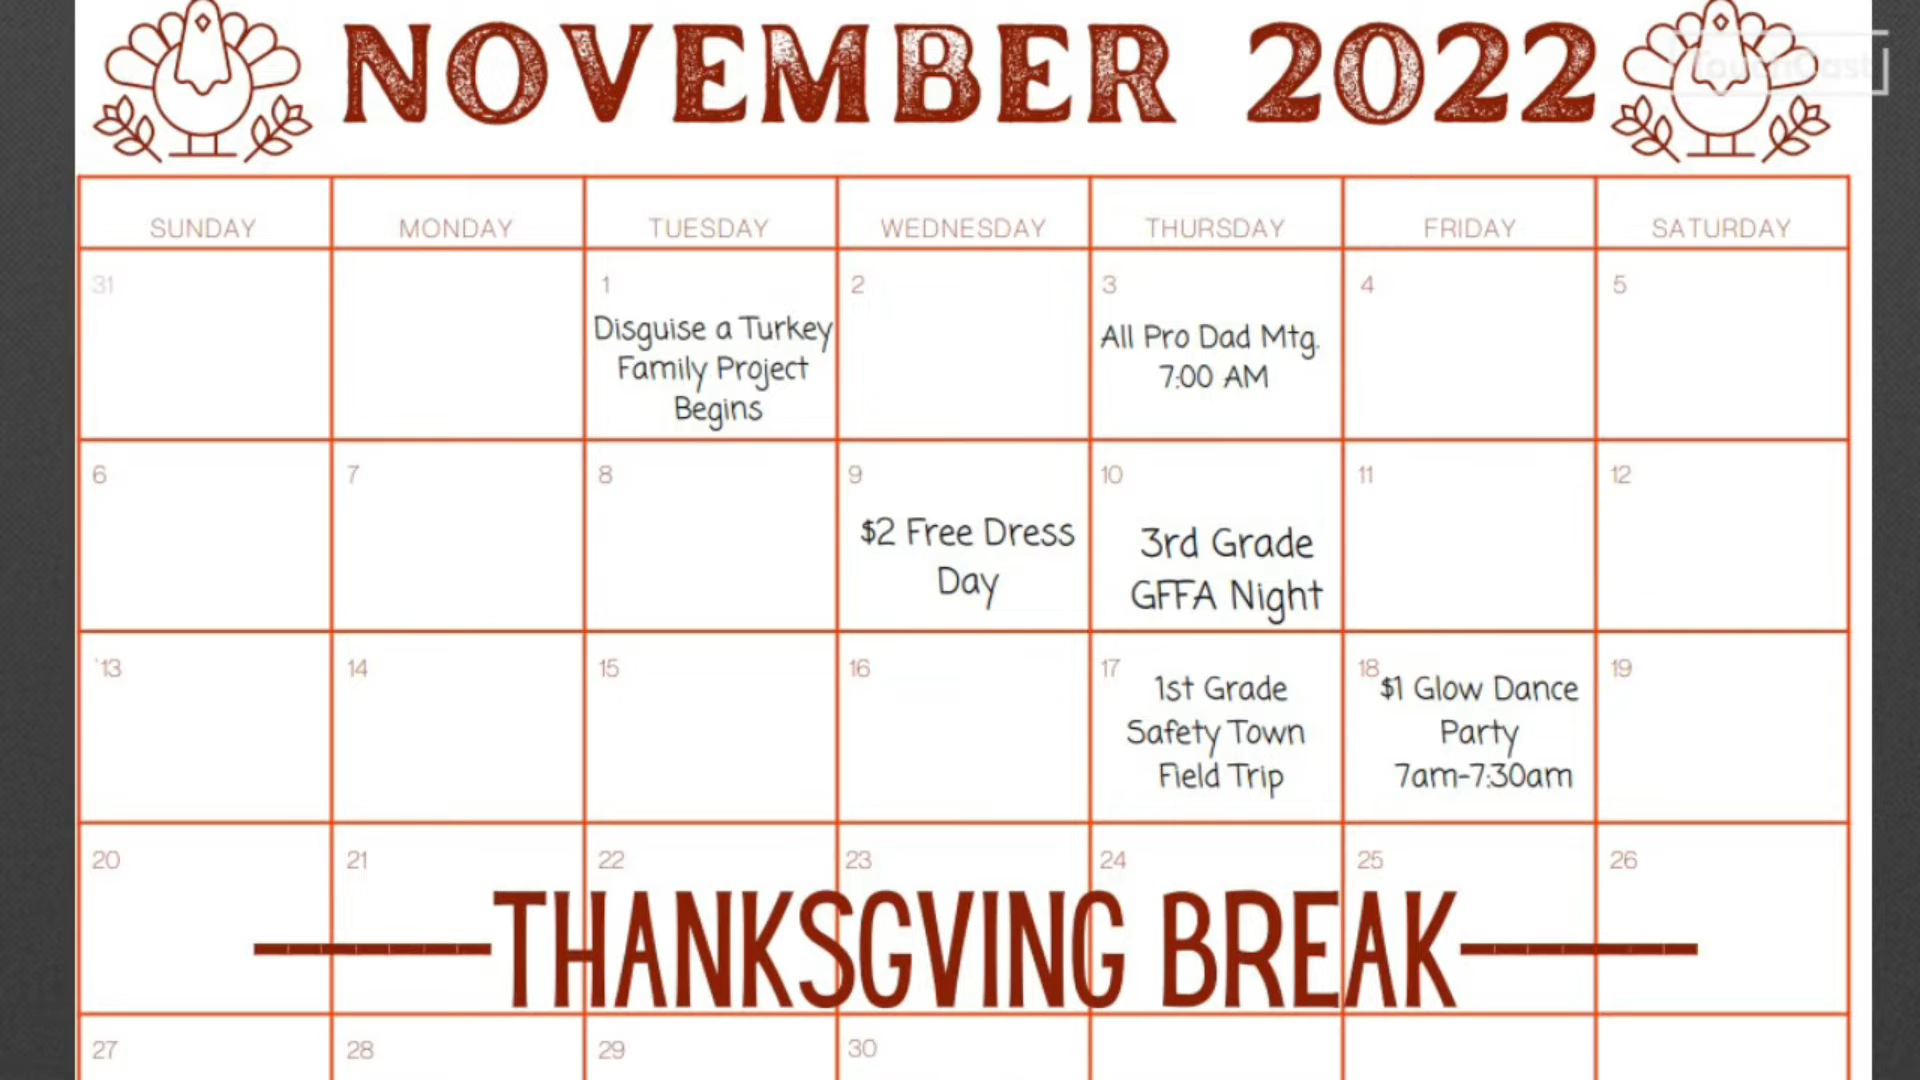 NOVEMBER 2022
TouchCast
SUNDAY MONDAY TUESDAY WEDNESDAY THURSDAY FRIDAY SATURDAY
31
1
Disguise a Turkey
Family Project
Begins
2
3
All Pro Dad Mtg.
7:00 AM
4
5
6
7
8
9
$2 Free Dress
Day
10
3rd Grade
GFFA Night
11
12
13
14
15
16
17
1st Grade
Safety Town
Field Trip
18
$1 Glow Dance
Party
7am-7:30am
19
20
21
22
23
24
25
26
THANKSGVING BREAK
27
28
29
30